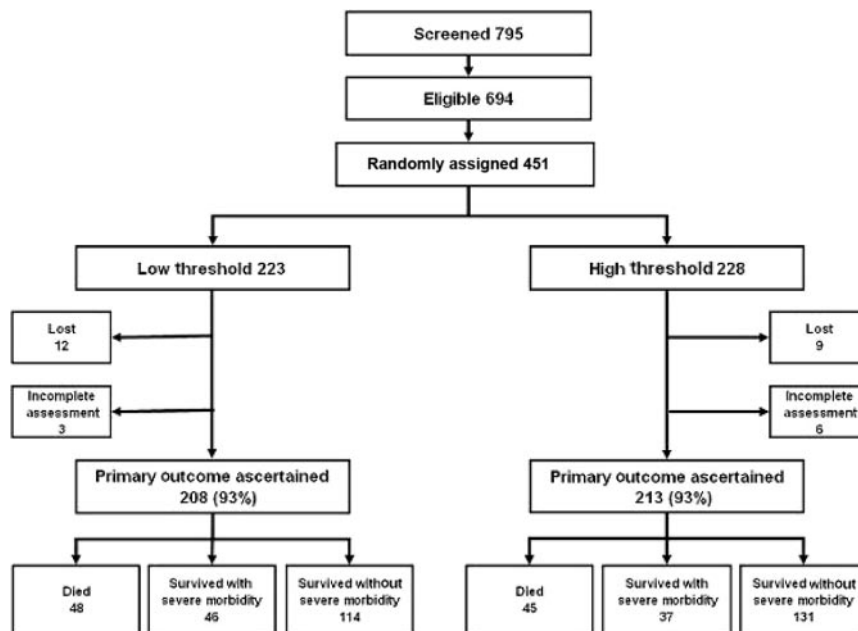 Screened 795
Eligible 694
Randomly assigned 451
Low threshold 223
High threshold 228
Lost
12
Lost
9
Incomplete
assessment
3
Incomplete
assessment
6
Primary outcome ascertained
208 (93%)
Primary outcome ascertained
213 (93%)
Died
48
Survived with
severe morbidity
46
Survived without
severe morbidity
114
Died
45
Survived with
severe morbidity
37
Survived without
severe morbidity
131